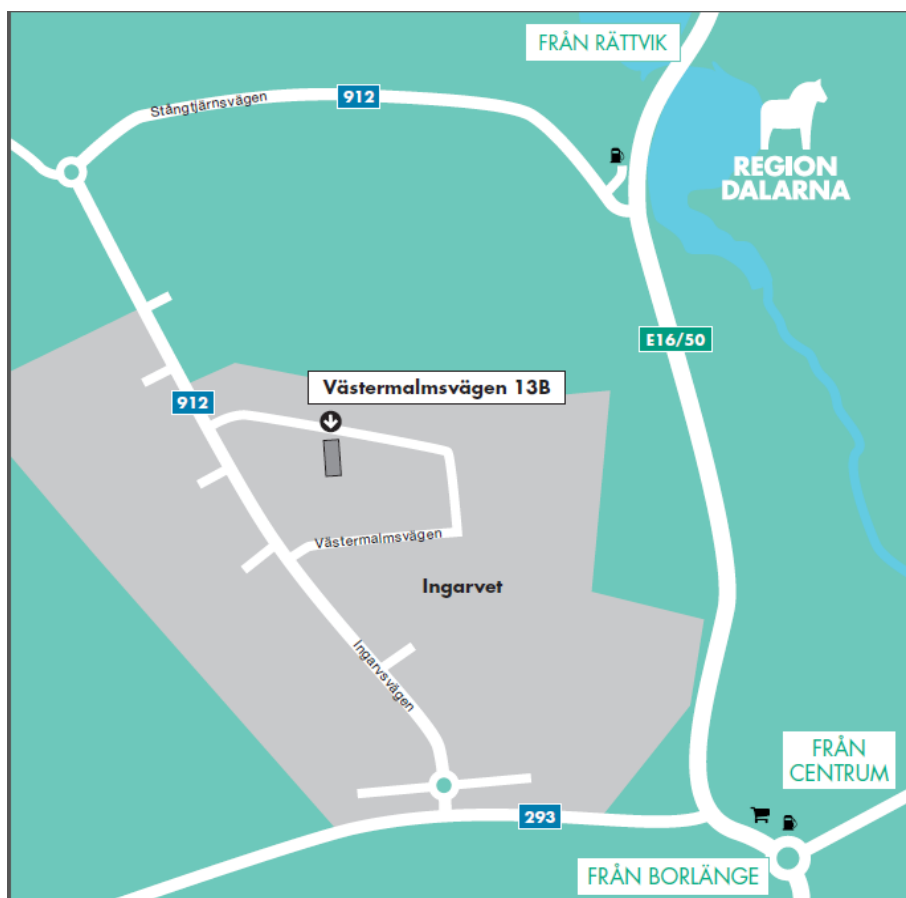 FRÅN RÄTTVIK
Stångtjärnsvägen
912
REGION
DALARNA
E16/50
Västermalmsvägen 13B
912
Västermalmsvägen
Ingarvet
Ingarvsvägen
FRÅN
CENTRUM
293
FRÅN BORLÄNGE